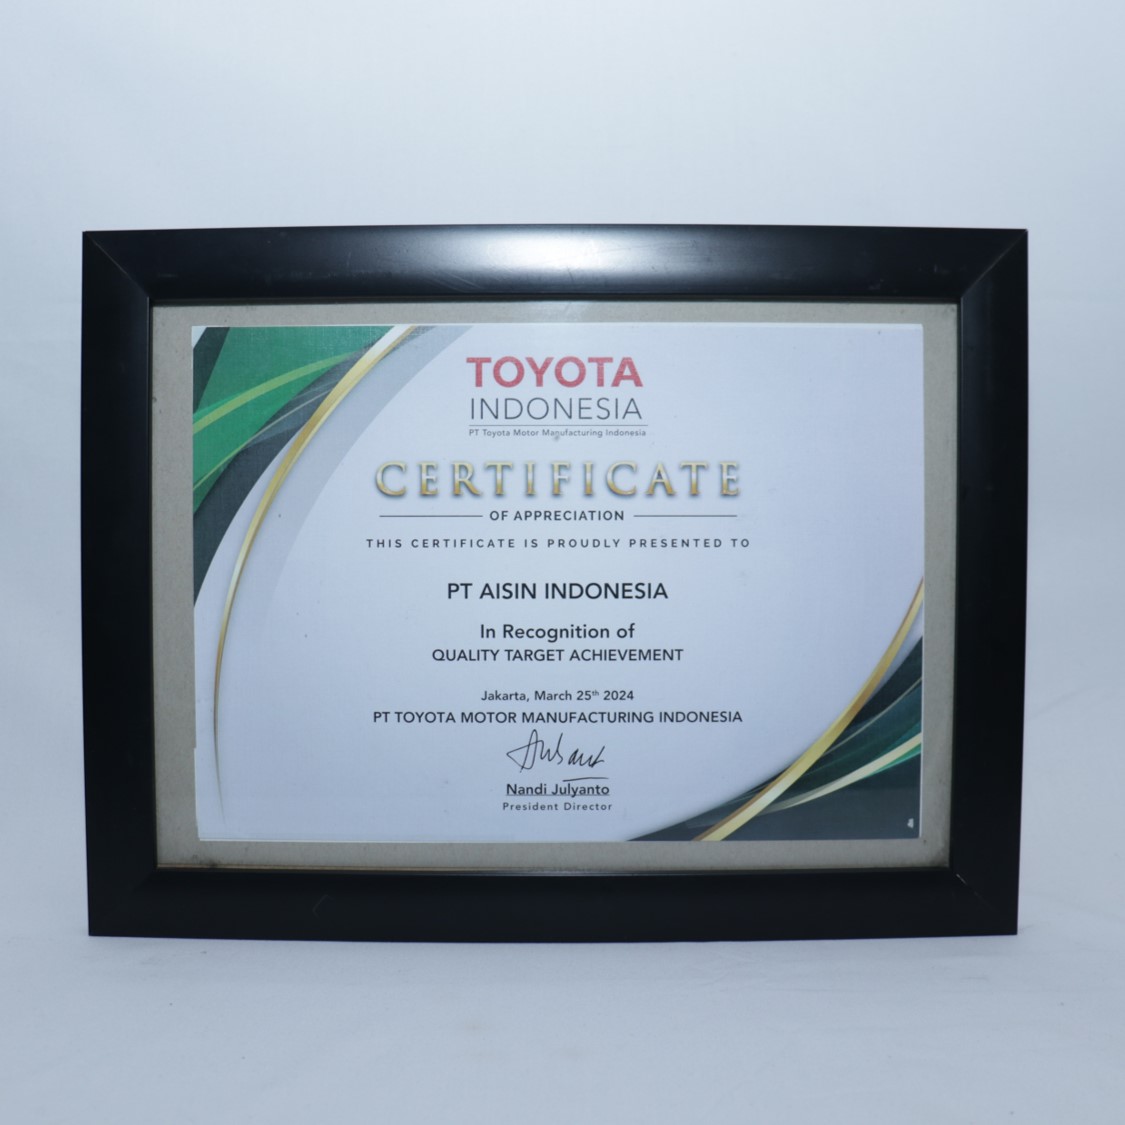 TOYOTA
INDONESIA
PT Toyota Motor Manufacturing Indonesia
CERTIFICATE
OF APPRECIATION
THIS CERTIFICATE IS PROUDLY PRESENTED TO
PT AISIN INDONESIA
In Recognition of
QUALITY TARGET ACHIEVEMENT
Jakarta, March 25th 2024
PT TOYOTA MOTOR MANUFACTURING INDONESIA
Nandi Julyanto
President Director